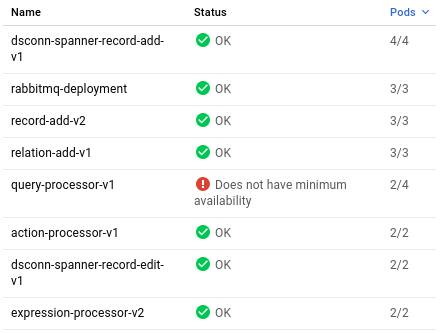 Name Status Pods
dsconn-spanner-record-add-
v1 OK 4/4
rabbitmq-deployment OK 3/3
record-add-v2 OK 3/3
relation-add-v1 OK 3/3
query-processor-v1 Does not have minimum 2/4
availability
action-processor-v1 OK 2/2
dsconn-spanner-record-edit-
v1 OK 2/2
expression-processor-v2 OK 2/2